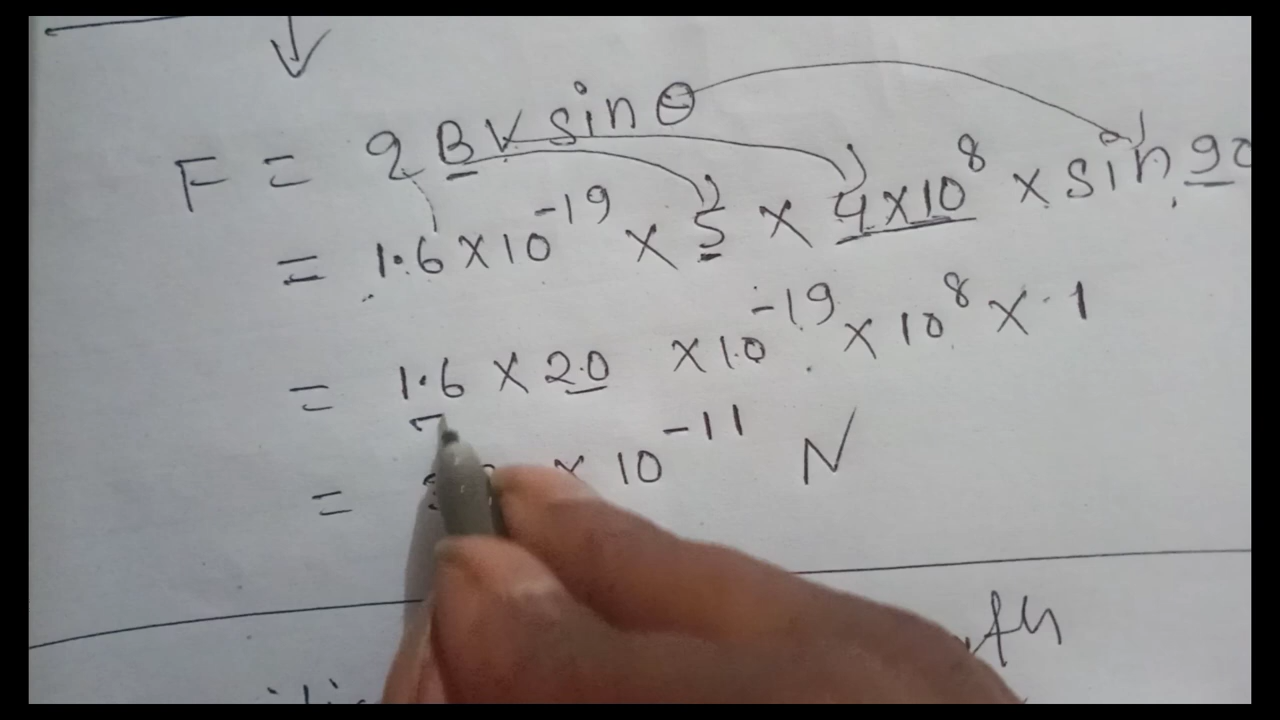 F = qBV sin θ
= 1.6×10⁻¹⁹ × 5 × 4×10⁸ × sin 90
= 1.6 × 20 ×10⁻¹⁹ × 10⁸ × 1
= × 10⁻¹¹ N